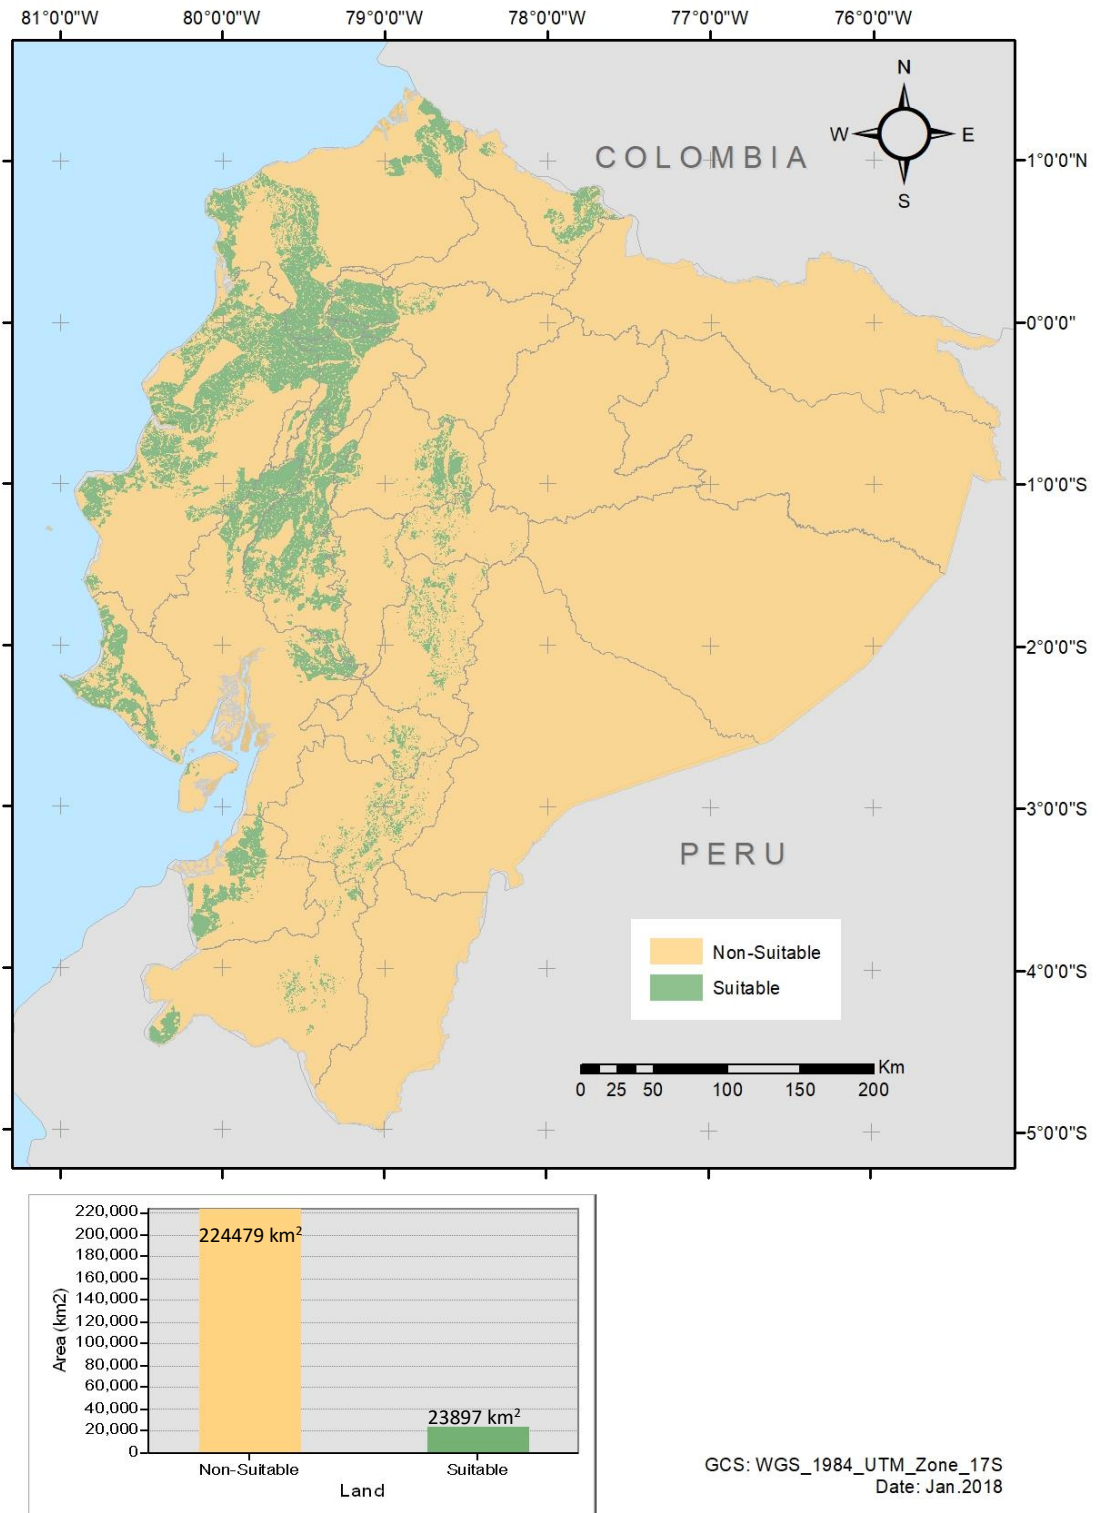 81°0'0"W
80°0'0"W
79°0'0"W
78°0'0"W
77°0'0"W
76°0'0"W
N
W
E
S
COLOMBIA
1°0'0"N
0°0'0"
1°0'0"S
2°0'0"S
3°0'0"S
PERU
Non-Suitable
Suitable
4°0'0"S
Km
0 25 50 100 150 200
5°0'0"S
220,000
200,000
180,000
160,000
140,000
120,000
100,000
80,000
60,000
40,000
20,000
0
Area (km2)
224479 km²
23897 km²
Non-Suitable
Suitable
Land
GCS: WGS_1984_UTM_Zone_17S
Date: Jan.2018